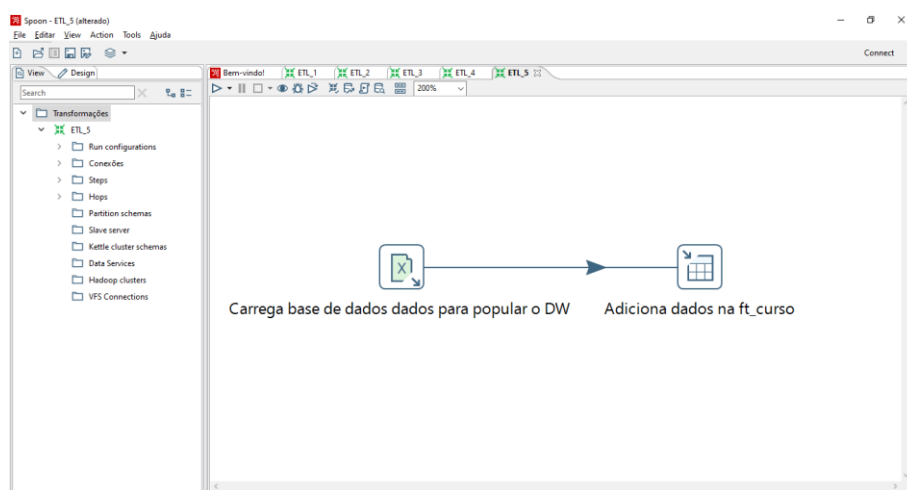 Spoon - ETL_5 (alterado)
File Editar View Action Tools Ajuda
Connect
View Design
Bem-vindo! ETL_1 ETL_2 ETL_3 ETL_4 ETL_5
Search
200%
Transformações
ETL_5
Run configurations
Conexões
Steps
Hops
Partition schemas
Slave server
Kettle cluster schemas
Data Services
Hadoop clusters
VFS Connections
Carrega base de dados dados para popular o DW
Adiciona dados na ft_curso